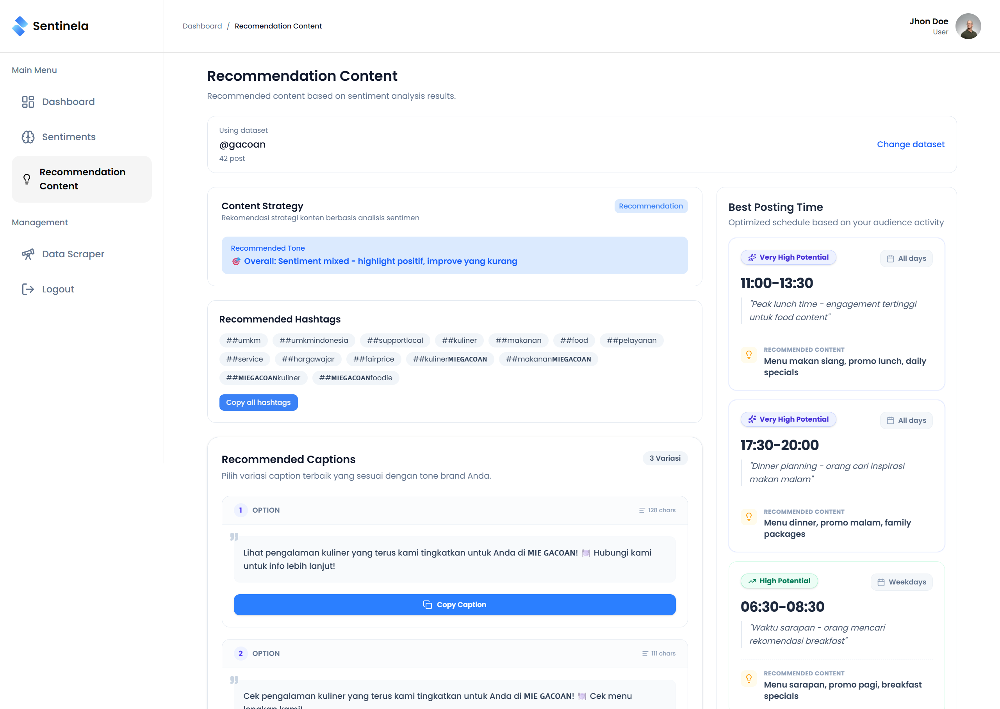 Sentinela
Dashboard / Recomendation Content
Jhon Doe
User
Main Menu
Dashboard
Sentiments
Recommendation
Content
Management
Data Scraper
Logout
Recommendation Content
Recommended content based on sentiment analysis results.
Using dataset
@gacoan
42 post
Change dataset
Content Strategy
Recommendation
Rekomendasi strategi konten berbasis analisis sentimen
Recommended Tone
🎯 Overall: Sentiment mixed - highlight positif, improve yang kurang
Recommended Hashtags
##umkm ##umkmindonesia ##supportlocal ##kuliner ##makanan ##food ##pelayanan
##service ##hargawajar ##fairprice ##kuliner𝗠𝗜𝗘𝗚𝗔𝗖𝗢𝗔𝗡 ##makanan𝗠𝗜𝗘𝗚𝗔𝗖𝗢𝗔𝗡
##𝗠𝗜𝗘𝗚𝗔𝗖𝗢𝗔𝗡kuliner ##𝗠𝗜𝗘𝗚𝗔𝗖𝗢𝗔𝗡foodie
Copy all hashtags
Recommended Captions
3 Variasi
Pilih variasi caption terbaik yang sesuai dengan tone brand Anda.
1 OPTION
128 chars
Lihat pengalaman kuliner yang terus kami tingkatkan untuk Anda di 𝗠𝗜𝗘 𝗚𝗔𝗖𝗢𝗔𝗡! 🍽️ Hubungi kami
untuk info lebih lanjut!
Copy Caption
2 OPTION
111 chars
Cek pengalaman kuliner yang terus kami tingkatkan untuk Anda di 𝗠𝗜𝗘 𝗚𝗔𝗖𝗢𝗔𝗡! 🍽️ Cek menu
lengkap kami!
Best Posting Time
Optimized schedule based on your audience activity
Very High Potential
All days
11:00-13:30
"Peak lunch time - engagement tertinggi
untuk food content"
RECOMMENDED CONTENT
Menu makan siang, promo lunch, daily
specials
Very High Potential
All days
17:30-20:00
"Dinner planning - orang cari inspirasi
makan malam"
RECOMMENDED CONTENT
Menu dinner, promo malam, family
packages
High Potential
Weekdays
06:30-08:30
"Waktu sarapan - orang mencari
rekomendasi breakfast"
RECOMMENDED CONTENT
Menu sarapan, promo pagi, breakfast
specials